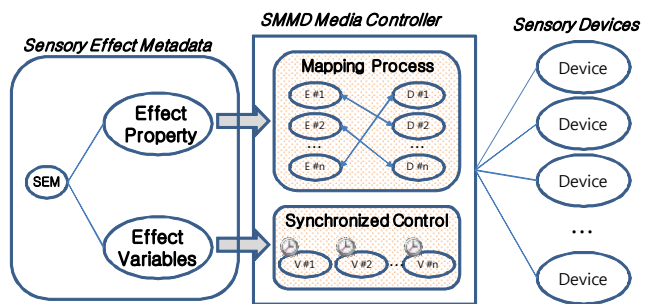 Sensory Effect Metadata
SMMD Media Controller
Sensory Devices
SEM
Effect
Property
Effect
Variables
Mapping Process
E #1
D #1
E #2
D #2
...
...
E #n
D #n
Synchronized Control
V #1
V #2
...
V #n
Device
Device
Device
...
Device